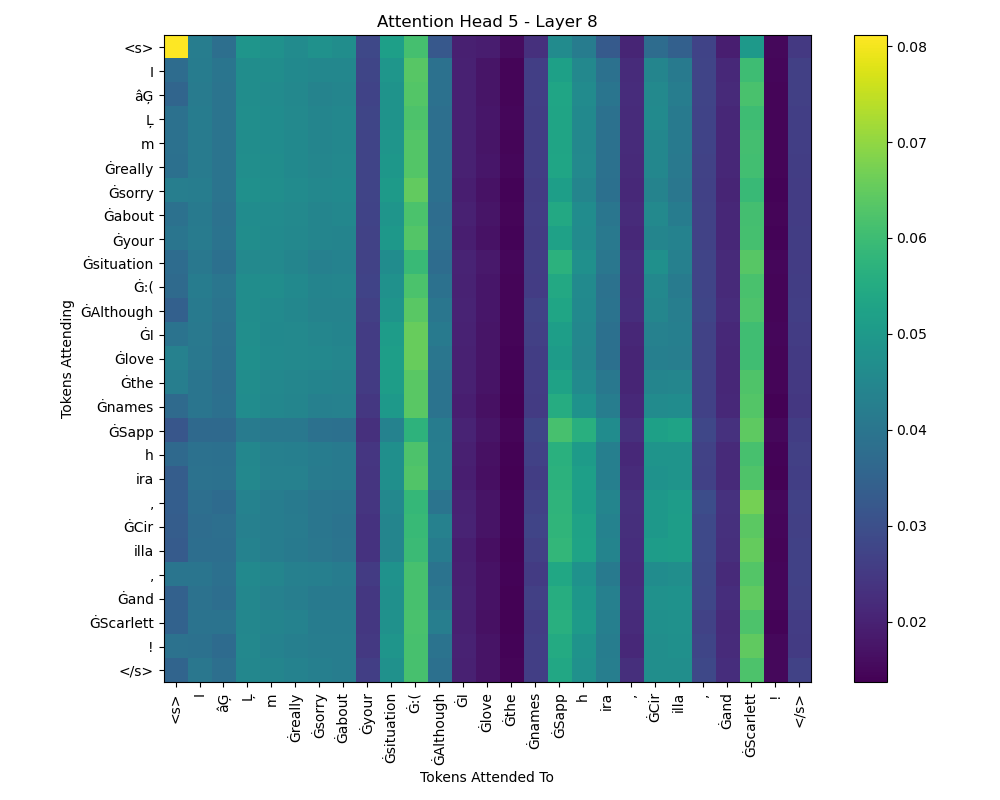 Attention Head 5 - Layer 8
<s>
I
âĢ
Ļ
m
Ġreally
Ġsorry
Ġabout
Ġyour
Ġsituation
Ġ:(
ĠAlthough
ĠI
Ġlove
Ġthe
Ġnames
ĠSapp
h
ira
,
ĠCir
illa
,
Ġand
ĠScarlett
!
</s>
Tokens Attending
<s>
I
âĢ
Ļ
m
Ġreally
Ġsorry
Ġabout
Ġyour
Ġsituation
Ġ:(
ĠAlthough
ĠI
Ġlove
Ġthe
Ġnames
ĠSapp
h
ira
,
ĠCir
illa
,
Ġand
ĠScarlett
!
</s>
Tokens Attended To
0.08
0.07
0.06
0.05
0.04
0.03
0.02